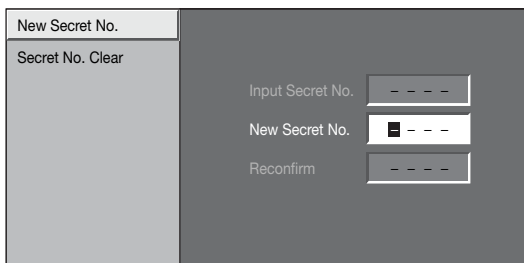 New Secret No.
Secret No. Clear
Input Secret No. – – – –
New Secret No. – – – –
Reconfirm – – – –